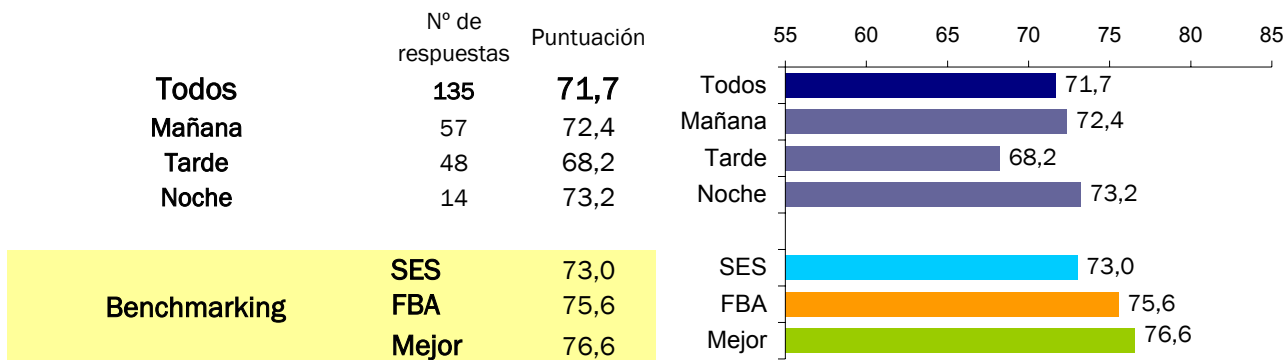 Nº de respuestas Puntuación
Todos 135 71,7
Mañana 57 72,4
Tarde 48 68,2
Noche 14 73,2
Benchmarking
SES 73,0
FBA 75,6
Mejor 76,6
55 60 65 70 75 80 85
Todos 71,7
Mañana 72,4
Tarde 68,2
Noche 73,2
SES 73,0
FBA 75,6
Mejor 76,6